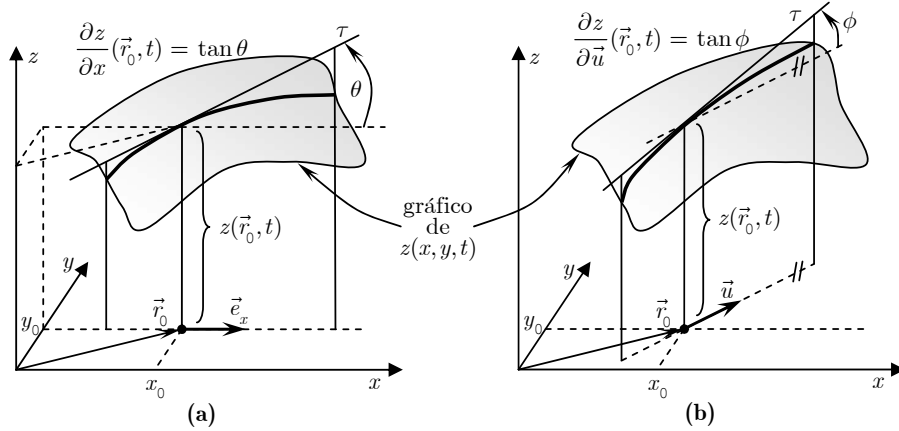 ∂z/∂x (r⃗₀, t) = tan θ
z
τ
θ
z(r⃗₀, t)
y
y₀
r⃗₀
e⃗ₓ
x₀
x
(a)
gráfico
de
z(x, y, t)
∂z/∂u⃗ (r⃗₀, t) = tan ϕ
z
τ
ϕ
z(r⃗₀, t)
y
y₀
r⃗₀
u⃗
x₀
x
(b)